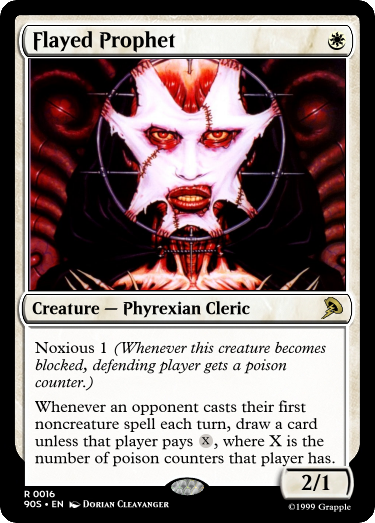 Flayed Prophet
Creature — Phyrexian Cleric
Noxious 1 (Whenever this creature becomes
blocked, defending player gets a poison
counter.)
Whenever an opponent casts their first
noncreature spell each turn, draw a card
unless that player pays X, where X is the
number of poison counters that player has.
2/1
R 0016
90S • EN Dorian Cleavanger
©1999 Grapple